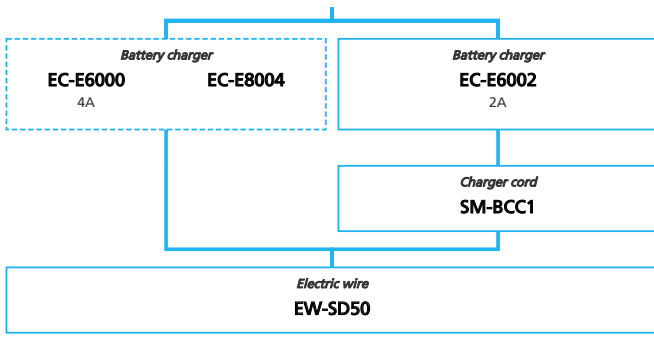 Battery charger
EC-E6000 EC-E8004
4A
Battery charger
EC-E6002
2A
Charger cord
SM-BCC1
Electric wire
EW-SD50